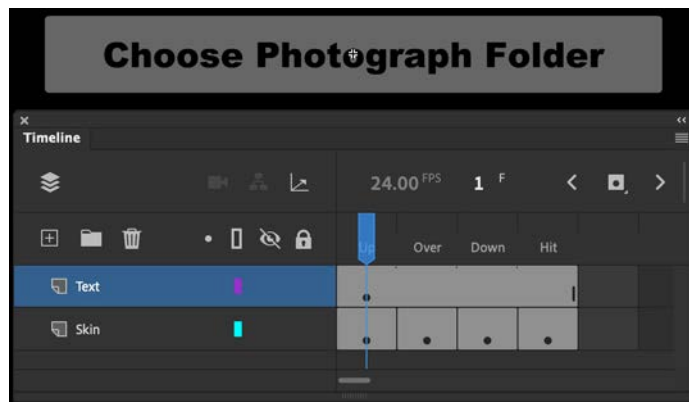 Choose Photograph Folder
Timeline
24.00 FPS 1 F
Up Over Down Hit
Text
Skin